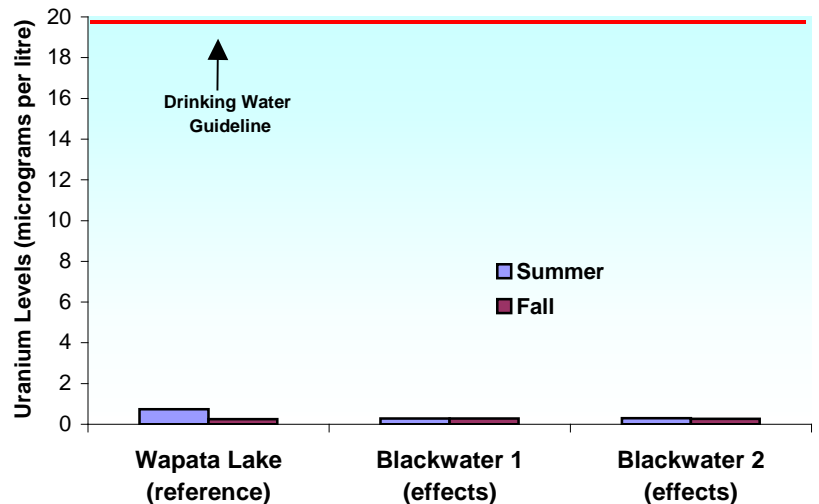 Uranium Levels (micrograms per litre)
20
18
16
14
12
10
8
6
4
2
0
Drinking Water
Guideline
Summer
Fall
Wapata Lake
(reference)
Blackwater 1
(effects)
Blackwater 2
(effects)